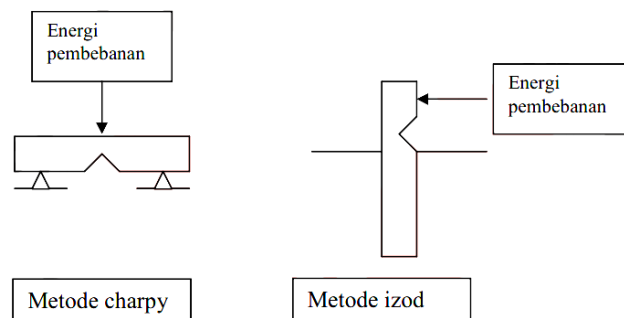 Energi
pembebanan
Energi
pembebanan
Metode charpy
Metode izod